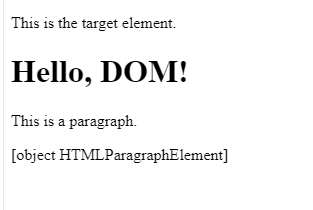 This is the target element.
Hello, DOM!
This is a paragraph.
[object HTMLParagraphElement]